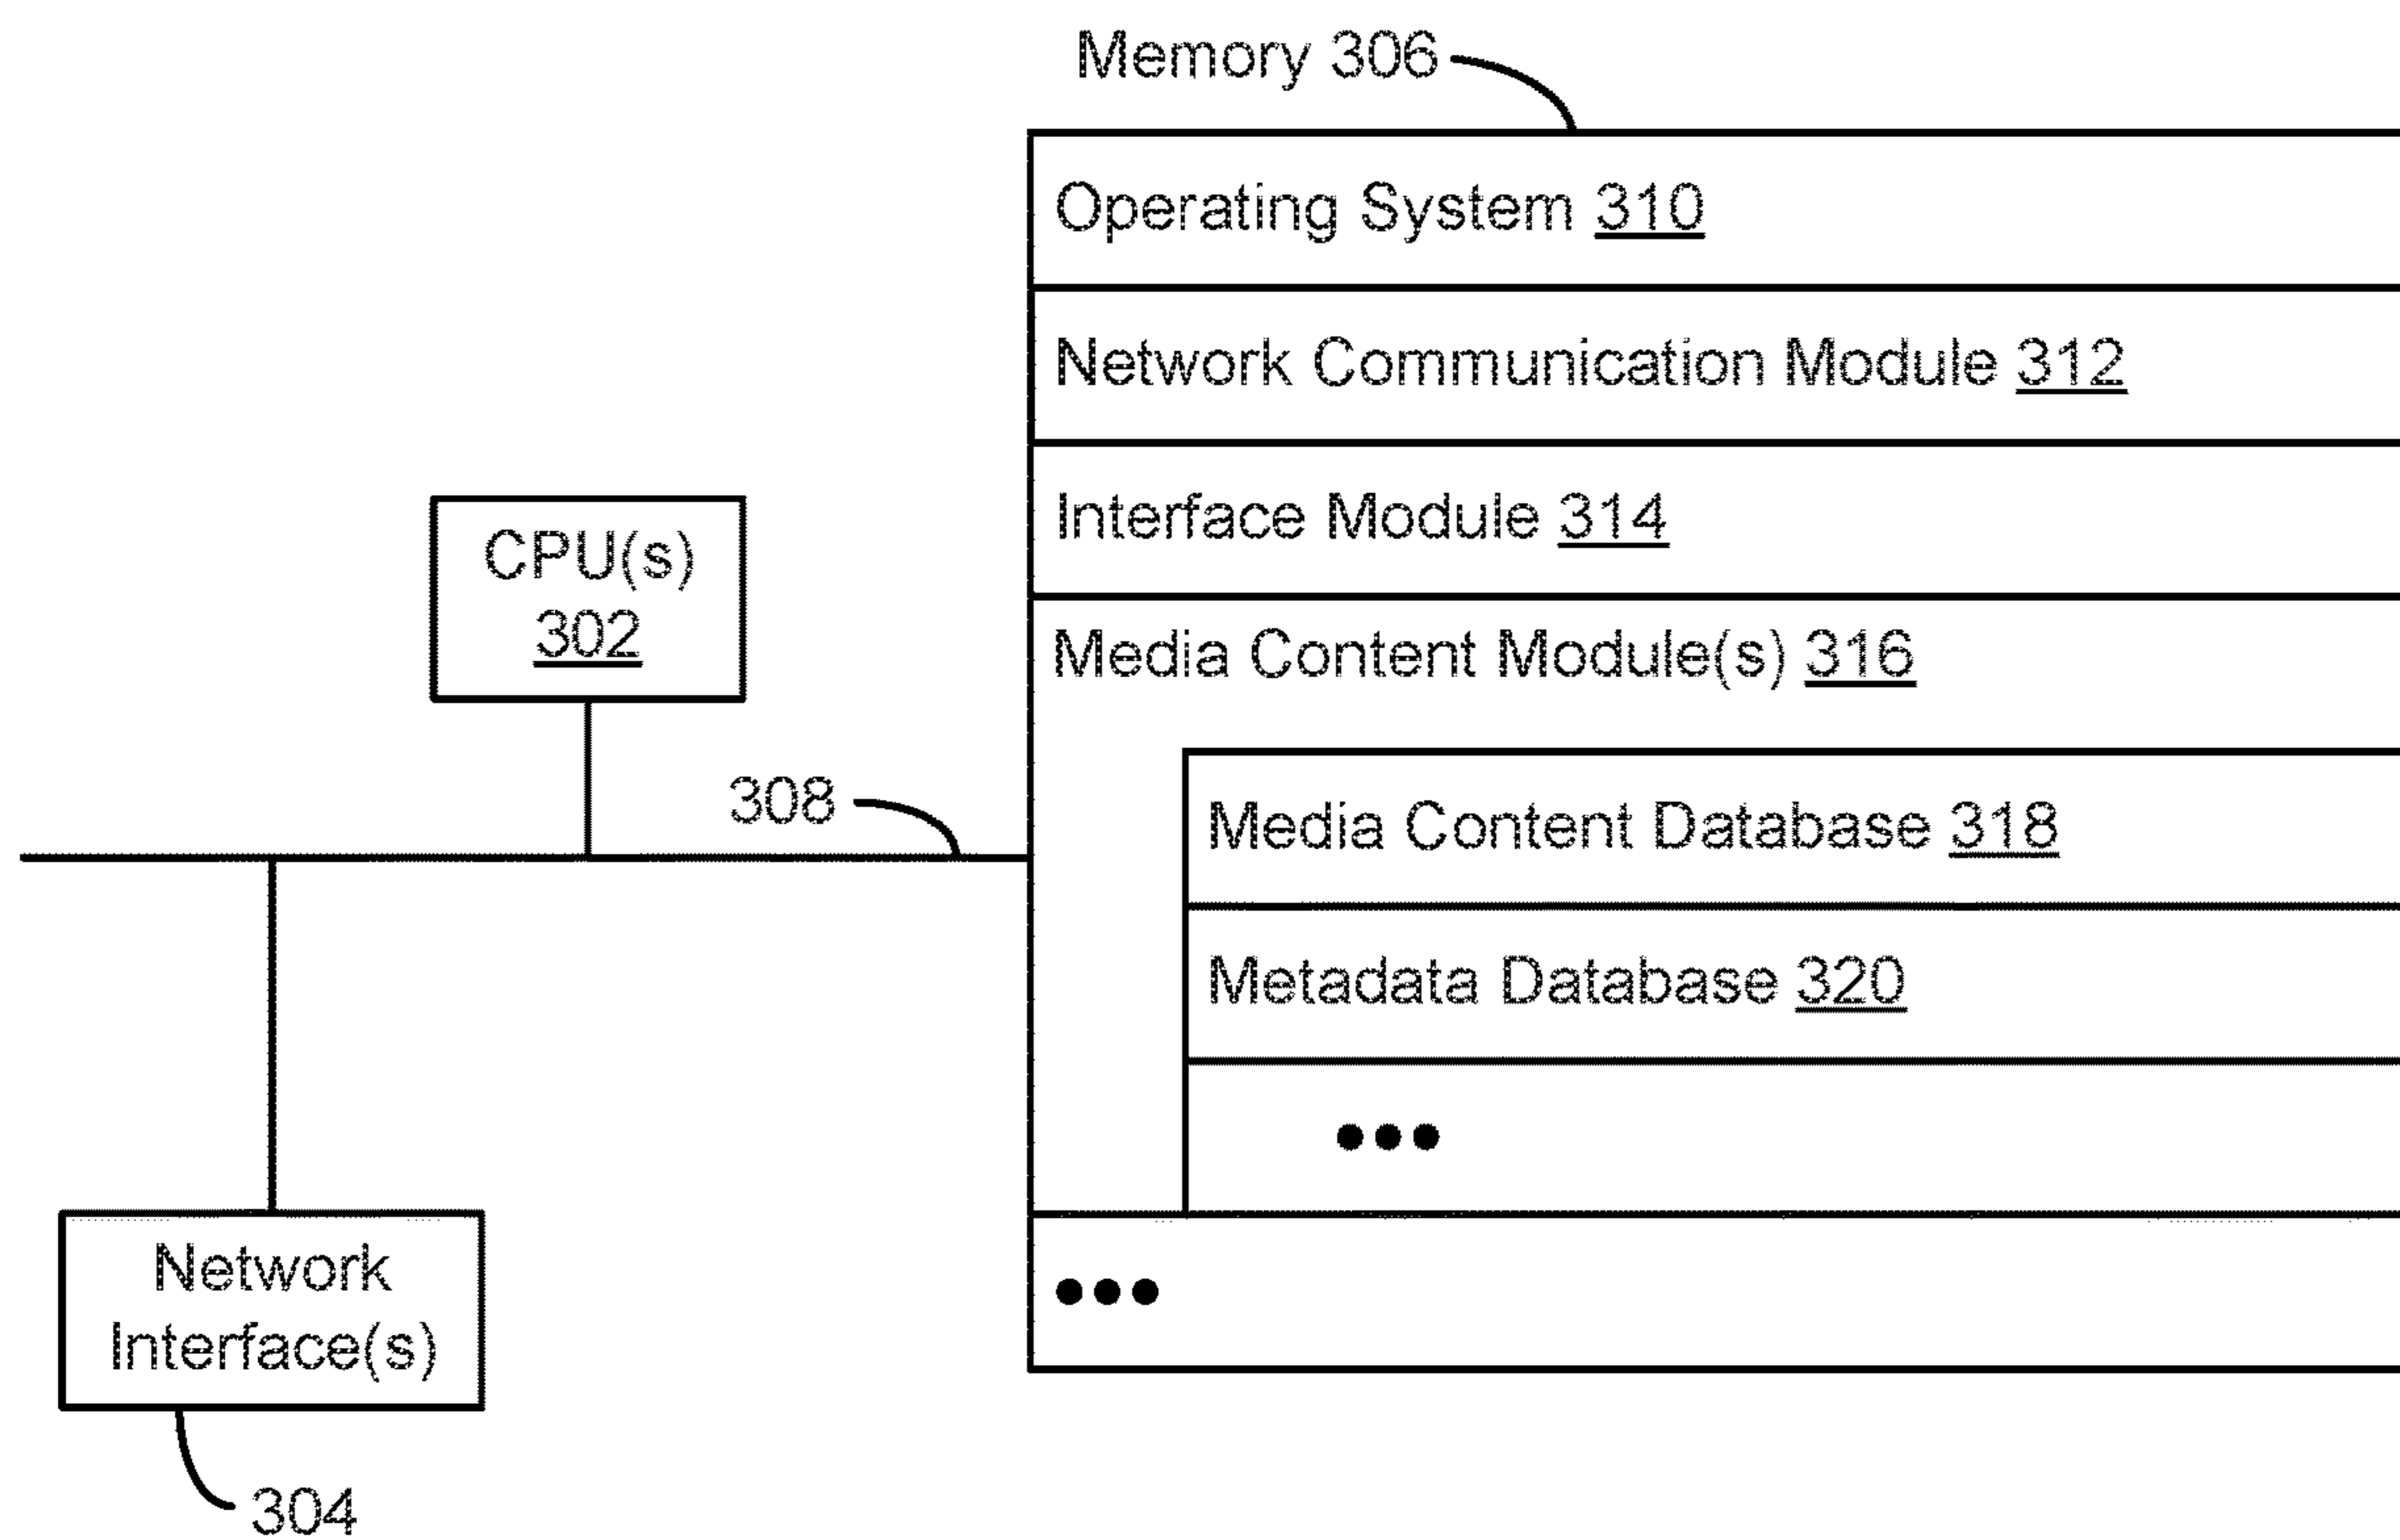 Memory 306
Operating System 310
Network Communication Module 312
Interface Module 314
CPU(s)
302
Media Content Module(s) 316
308
Media Content Database 318
Metadata Database 320
•••
Network
Interface(s)
•••
304